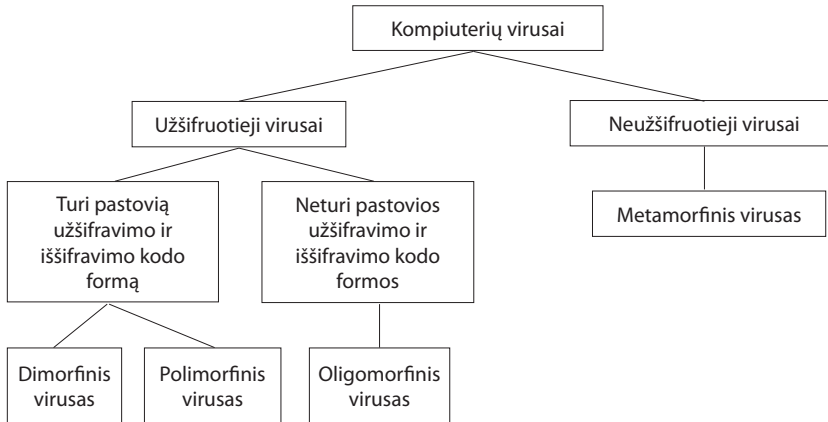 Kompiuterių virusai
Užšifruotieji virusai
Neužšifruotieji virusai
Turi pastovią
užšifravimo ir
iššifravimo kodo
formą
Neturi pastovios
užšifravimo ir
iššifravimo kodo
formos
Metamorfinis virusas
Dimorfinis
virusas
Polimorfinis
virusas
Oligomorfinis
virusas